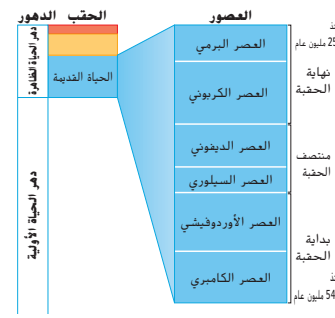 العصور
الحقب
الدهور
العصر البرمي
العصر الكربوني
العصر الديفوني
العصر السيلوري
العصر الأوردوفيشي
العصر الكامبري
مليون عام
نهاية
الحقبة
منتصف
الحقبة
بداية
الحقبة
مليون عام
الحياة القديمة
دهر الحياة الظاهرة
دهر الحياة الأولية